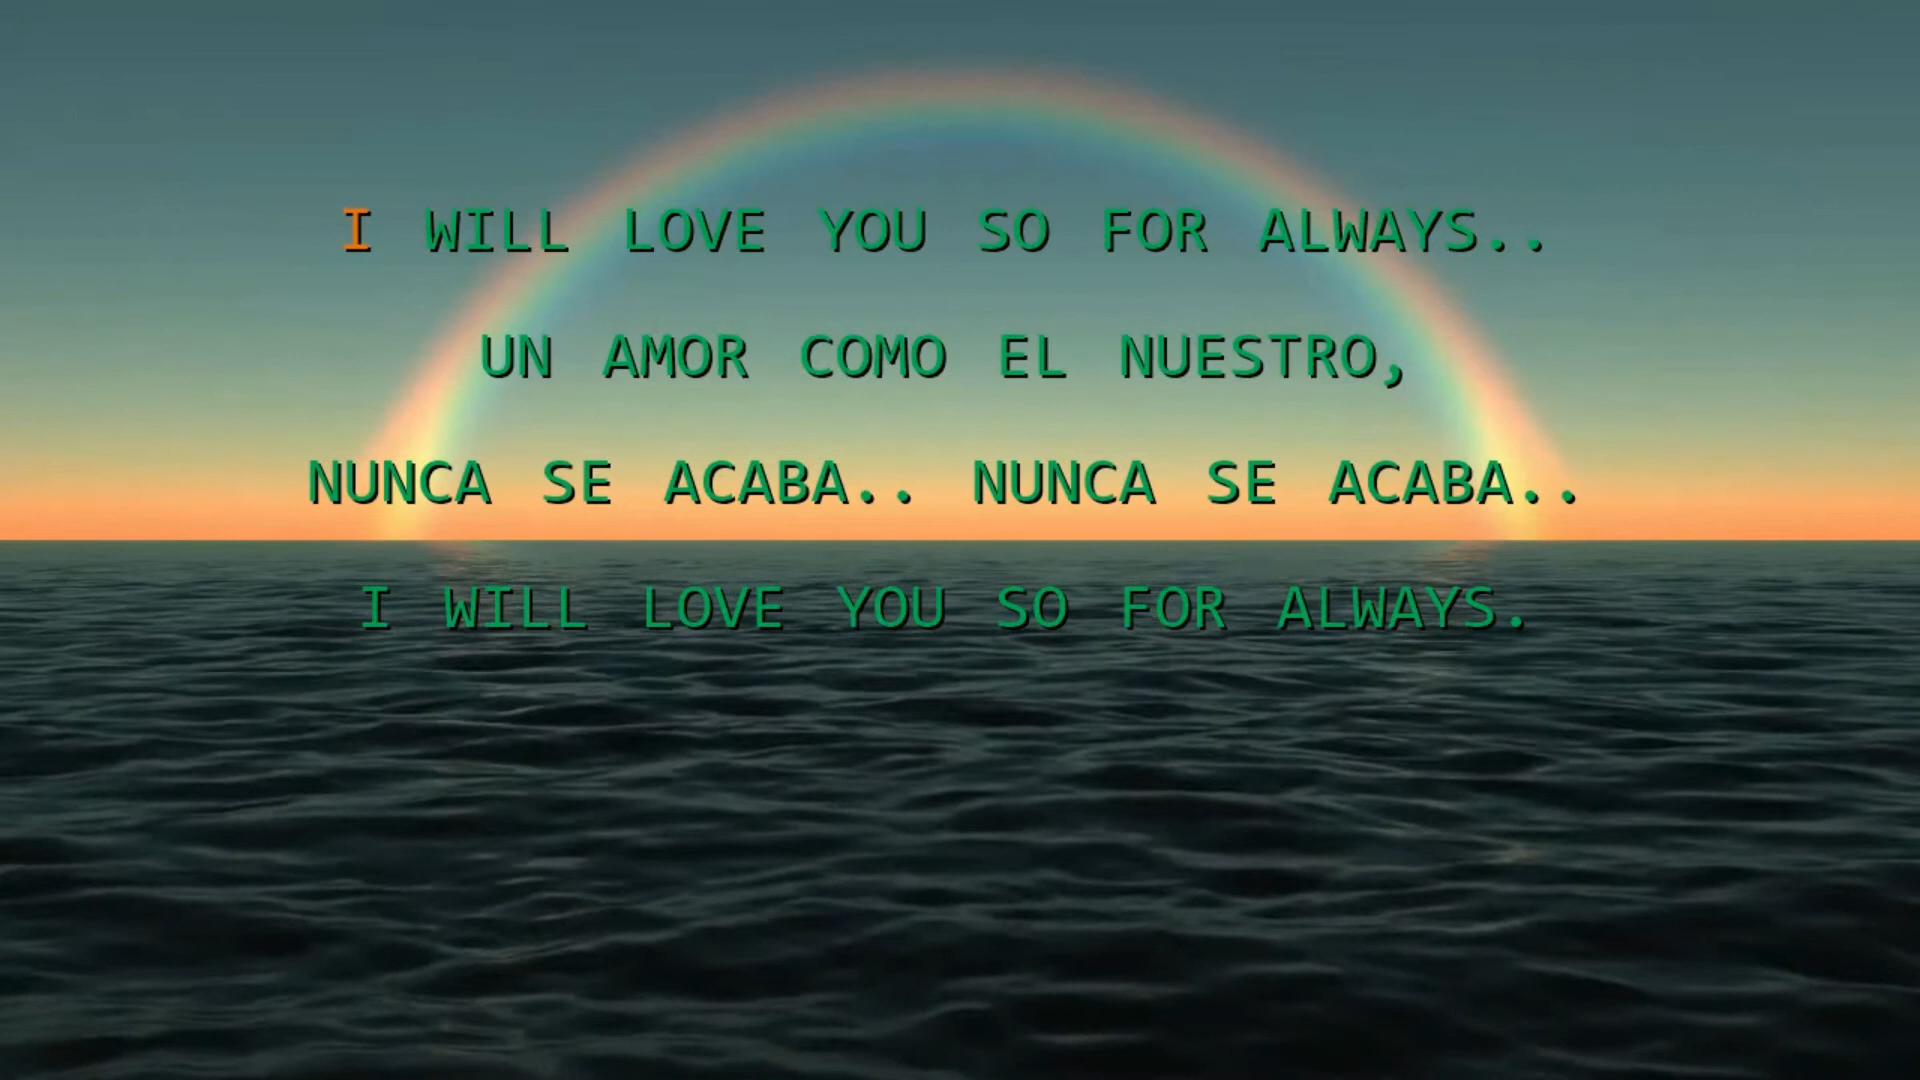 I WILL LOVE YOU SO FOR ALWAYS..
UN AMOR COMO EL NUESTRO,
NUNCA SE ACABA.. NUNCA SE ACABA..
I WILL LOVE YOU SO FOR ALWAYS.